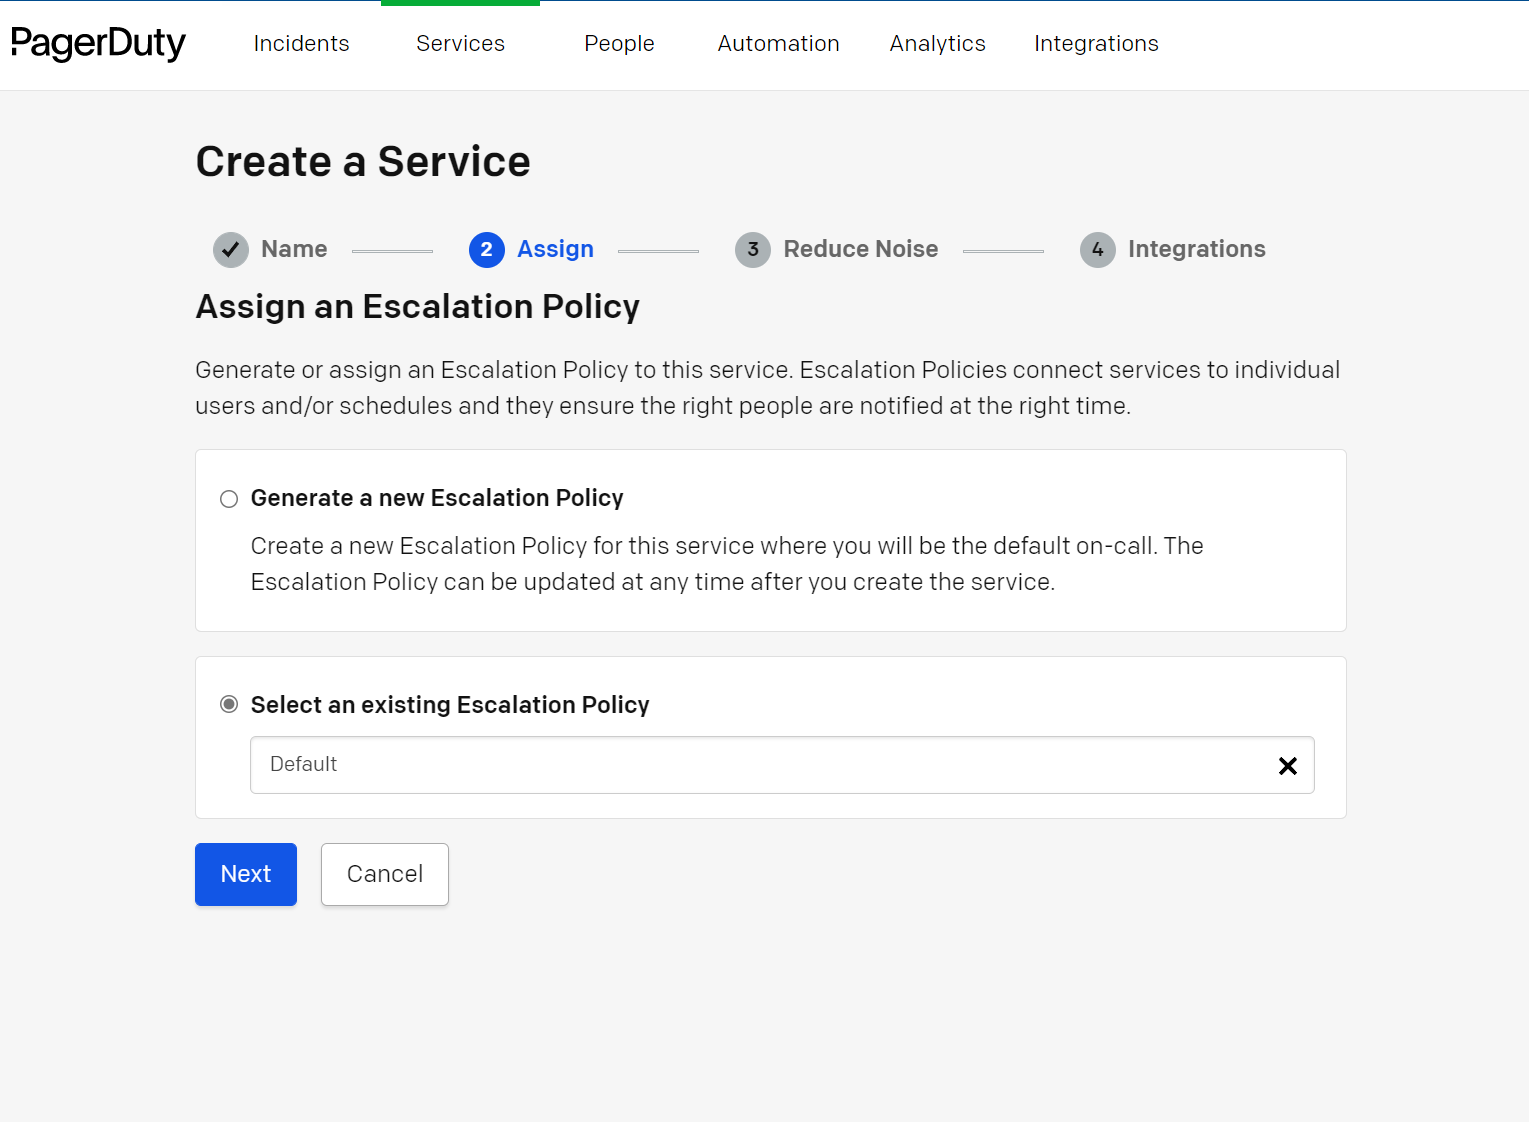 PagerDuty Incidents Services People Automation Analytics Integrations
Create a Service
Name 2 Assign 3 Reduce Noise 4 Integrations
Assign an Escalation Policy
Generate or assign an Escalation Policy to this service. Escalation Policies connect services to individual
users and/or schedules and they ensure the right people are notified at the right time.
Generate a new Escalation Policy
Create a new Escalation Policy for this service where you will be the default on-call. The
Escalation Policy can be updated at any time after you create the service.
Select an existing Escalation Policy
Default
Next Cancel